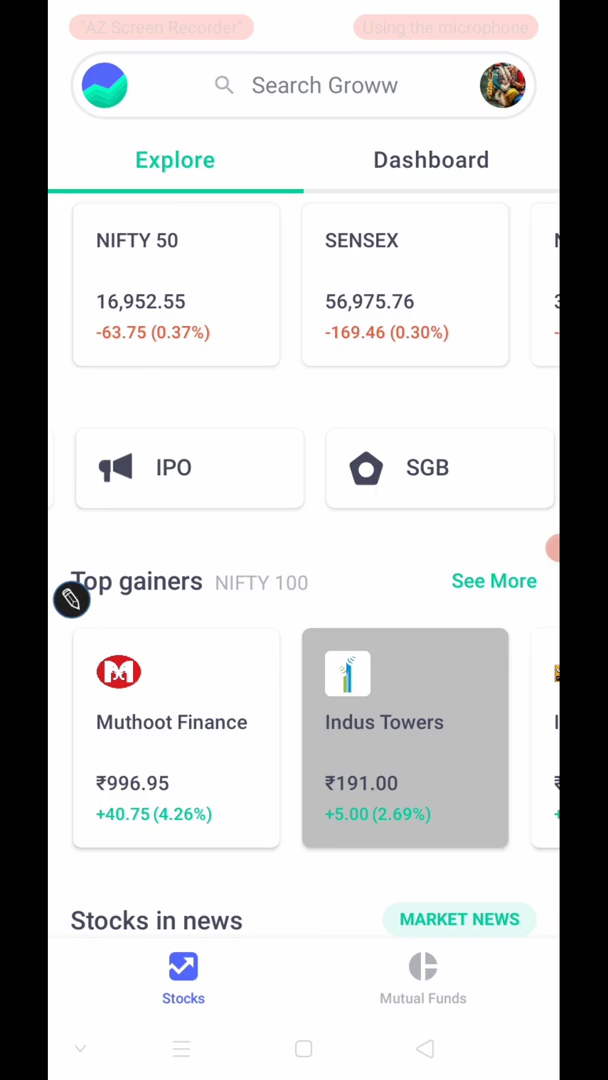 "AZ Screen Recorder" Using the microphone
Search Groww
Explore Dashboard
NIFTY 50 SENSEX
16,952.55 56,975.76
-63.75 (0.37%) -169.46 (0.30%)
IPO SGB
Top gainers NIFTY 100 See More
Muthoot Finance Indus Towers
₹996.95 ₹191.00
+40.75 (4.26%) +5.00 (2.69%)
Stocks in news MARKET NEWS
Stocks Mutual Funds